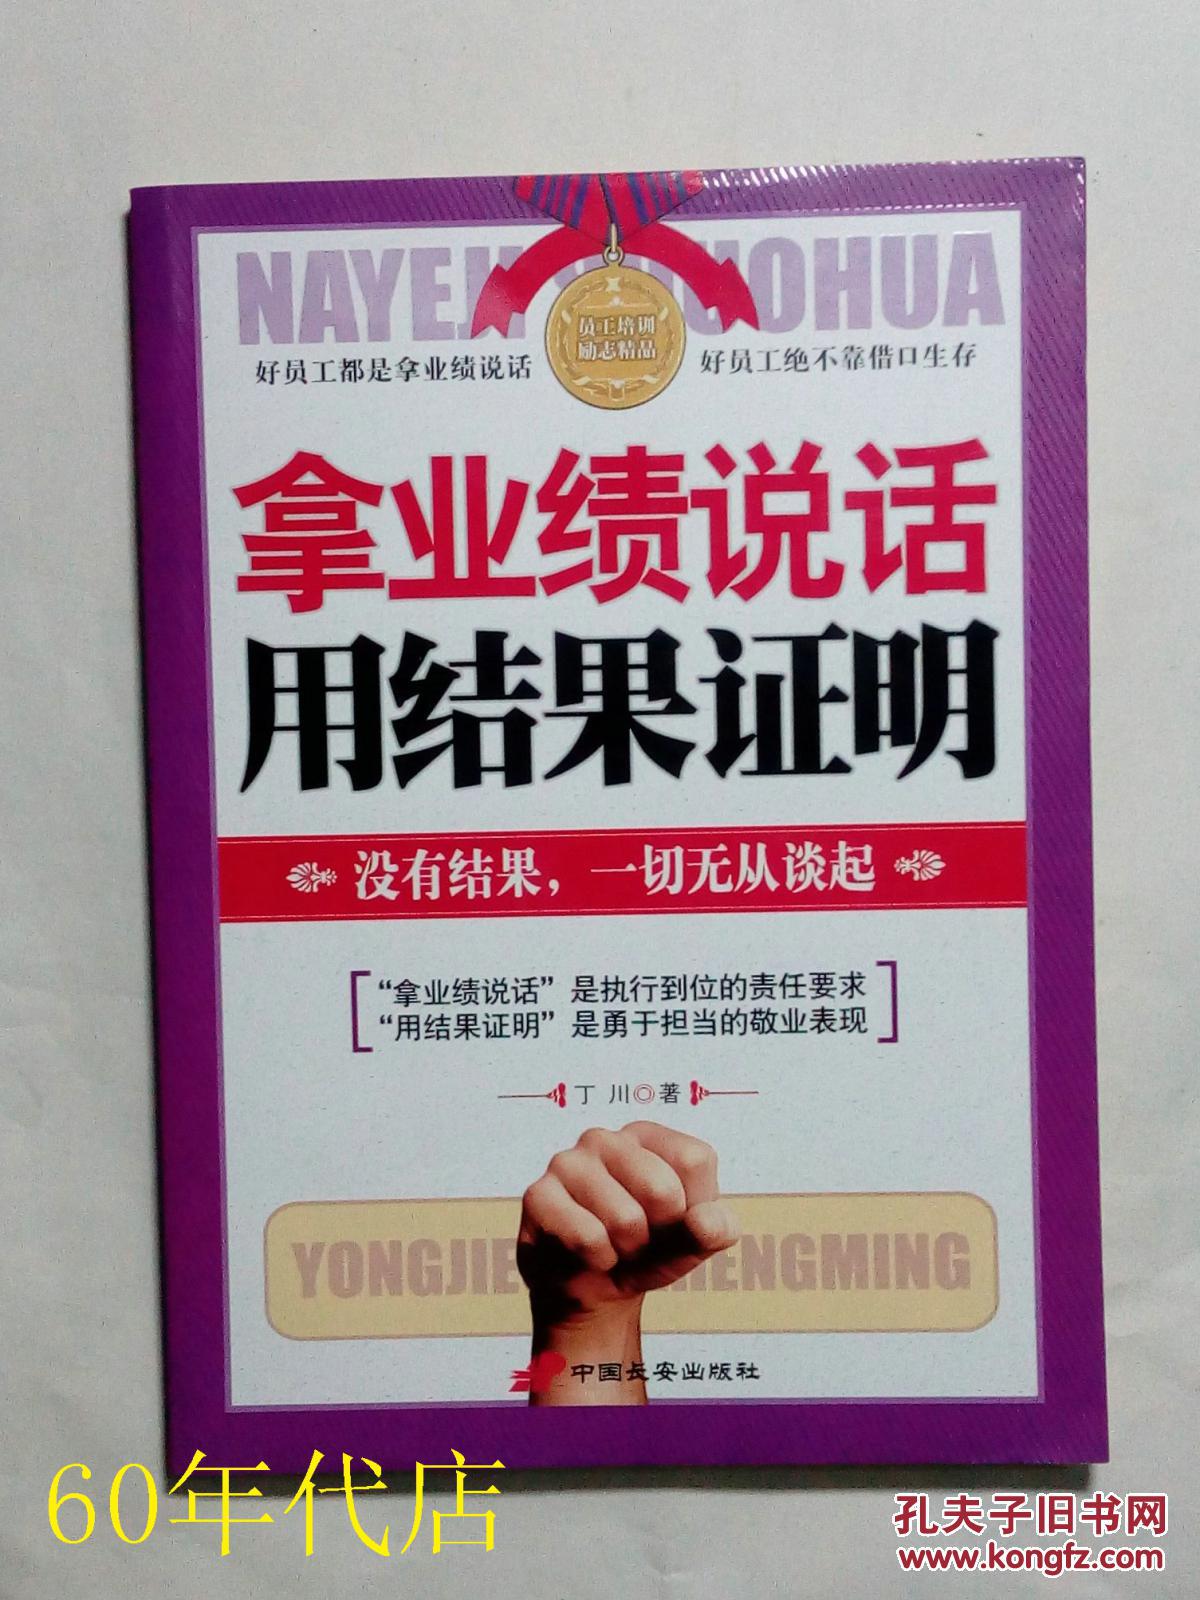 NAYEJI UOHUA
员工培训
励志精品
好员工都是拿业绩说话
好员工绝不靠借口生存
拿业绩说话
用结果证明
没有结果，一切无从谈起
“拿业绩说话”是执行到位的责任要求
“用结果证明”是勇于担当的敬业表现
丁 川◎著
YONGJIE HENGMING
中国长安出版社
60年代店
孔夫子旧书网
www.kongfz.com